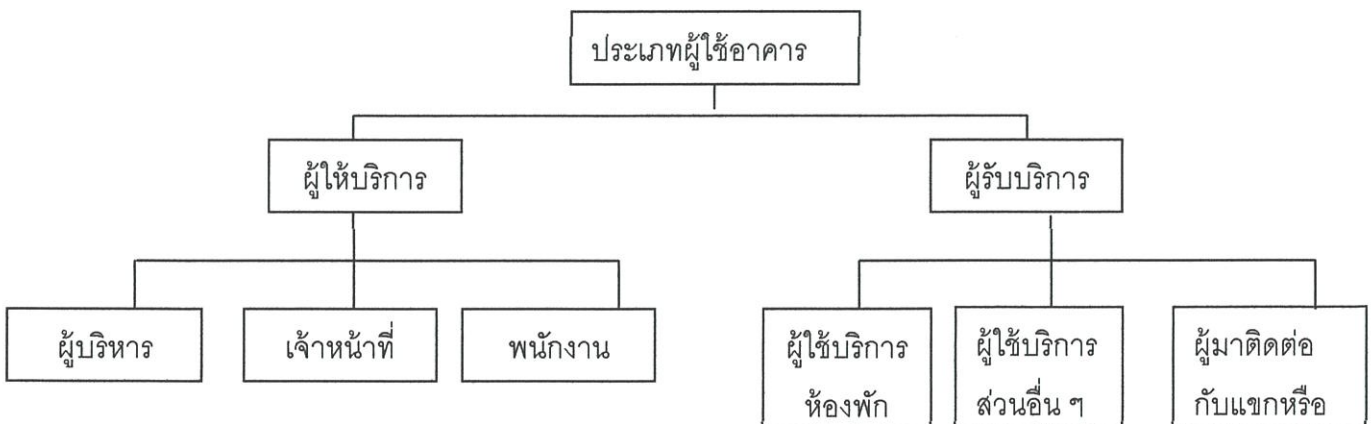 ประเภทผู้ใช้อาคาร
ผู้ให้บริการ
ผู้รับบริการ
ผู้บริหาร
เจ้าหน้าที่
พนักงาน
ผู้ใช้บริการ
ห้องพัก
ผู้ใช้บริการ
ส่วนอื่น ๆ
ผู้มาติดต่อ
กับแขกหรือ